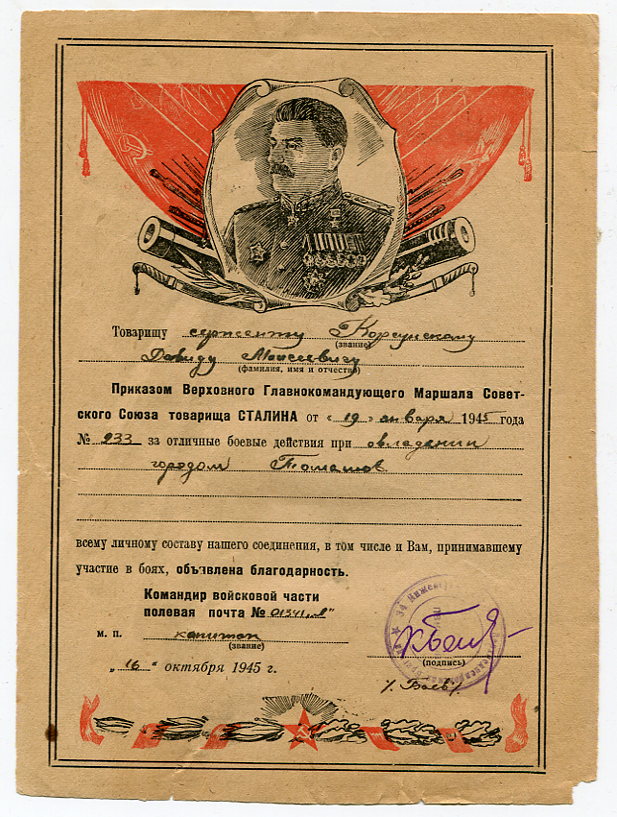 Товарищу сержанту Корсунскому
(звание)
Давиду Моисеевичу
(фамилия, имя и отчество)
Приказом Верховного Главнокомандующего Маршала Совет-
ского Союза товарища СТАЛИНА от «19» января 1945 года
№ 233 за отличные боевые действия при овладении
городом Томашов
всему личному составу нашего соединения, в том числе и Вам, принимавшему
участие в боях, объявлена благодарность.
Командир войсковой части
полевая почта № 01341 „
м. п. капитан
(звание)
(подпись)
„16" октября 1945 г.
34